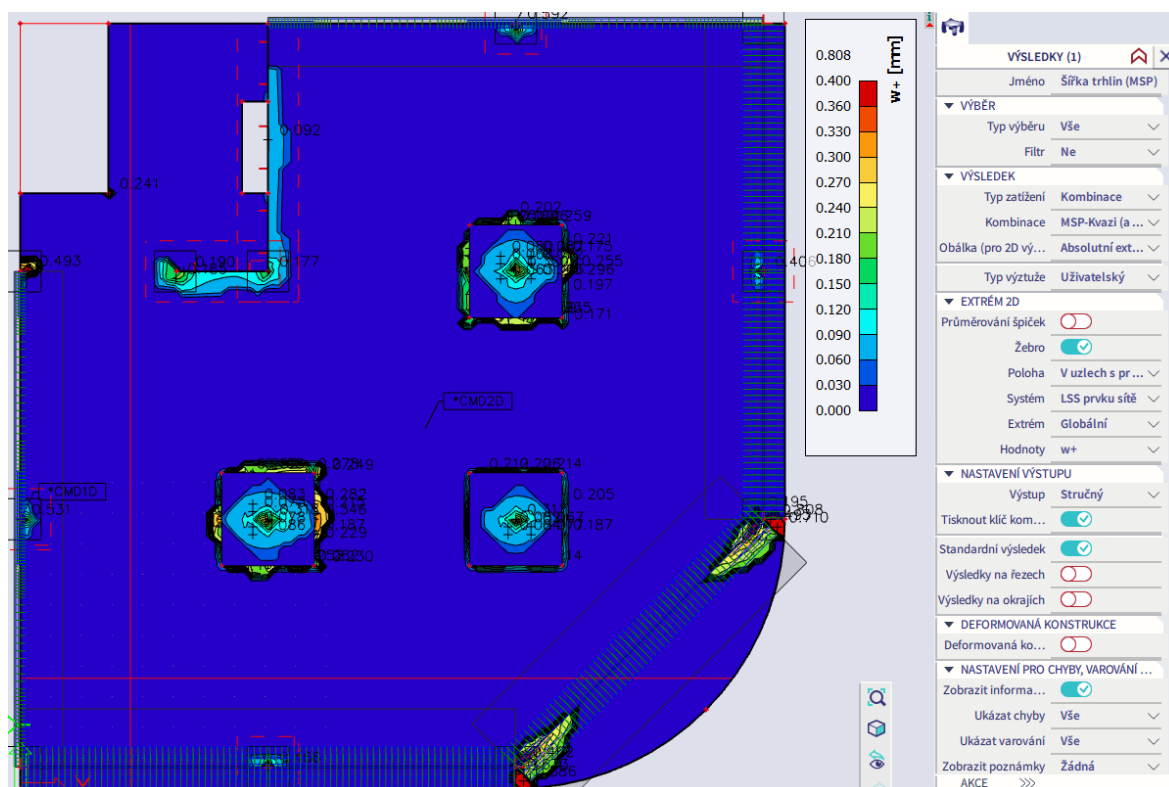 0.241
0.092
0.493
0.190
0.177
0.202
0.221
0.255
0.197
0.171
0.406
*CMD2D
*CMD1D
0.531
0.282
0.346
0.187
0.229
0.205
0.187
0.710
w+ [mm]
0.808
0.400
0.360
0.330
0.300
0.270
0.240
0.210
0.180
0.150
0.120
0.090
0.060
0.030
0.000
VÝSLEDKY (1)
Jméno Šířka trhlin (MSP)
VÝBĚR
Typ výběru Vše
Filtr Ne
VÝSLEDEK
Typ zatížení Kombinace
Kombinace MSP-Kvazi (a ...
Obálka (pro 2D vý... Absolutní ext...
Typ výztuže Uživatelský
EXTRÉM 2D
Průměrování špiček
Žebro
Poloha V uzlech s pr ...
Systém LSS prvku sítě
Extrém Globální
Hodnoty w+
NASTAVENÍ VÝSTUPU
Výstup Stručný
Tisknout klíč kom...
Standardní výsledek
Výsledky na řezech
Výsledky na okrajích
DEFORMOVANÁ KONSTRUKCE
Deformovaná ko...
NASTAVENÍ PRO CHYBY, VAROVÁNÍ ...
Zobrazit informa...
Ukázat chyby Vše
Ukázat varování Vše
Zobrazit poznámky Žádná
AKCE >>>